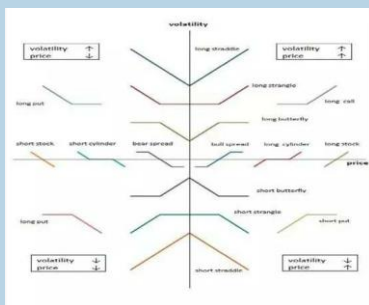 volatility
long straddle
volatility ↑
price ↓
volatility ↑
price ↑
long strangle
long put
long call
long butterfly
short stock
short cylinder
bear spread
bull spread
long cylinder
long stock
price
short butterfly
short strangle
long put
short put
volatility ↓
price ↓
short straddle
volatility ↓
price ↑